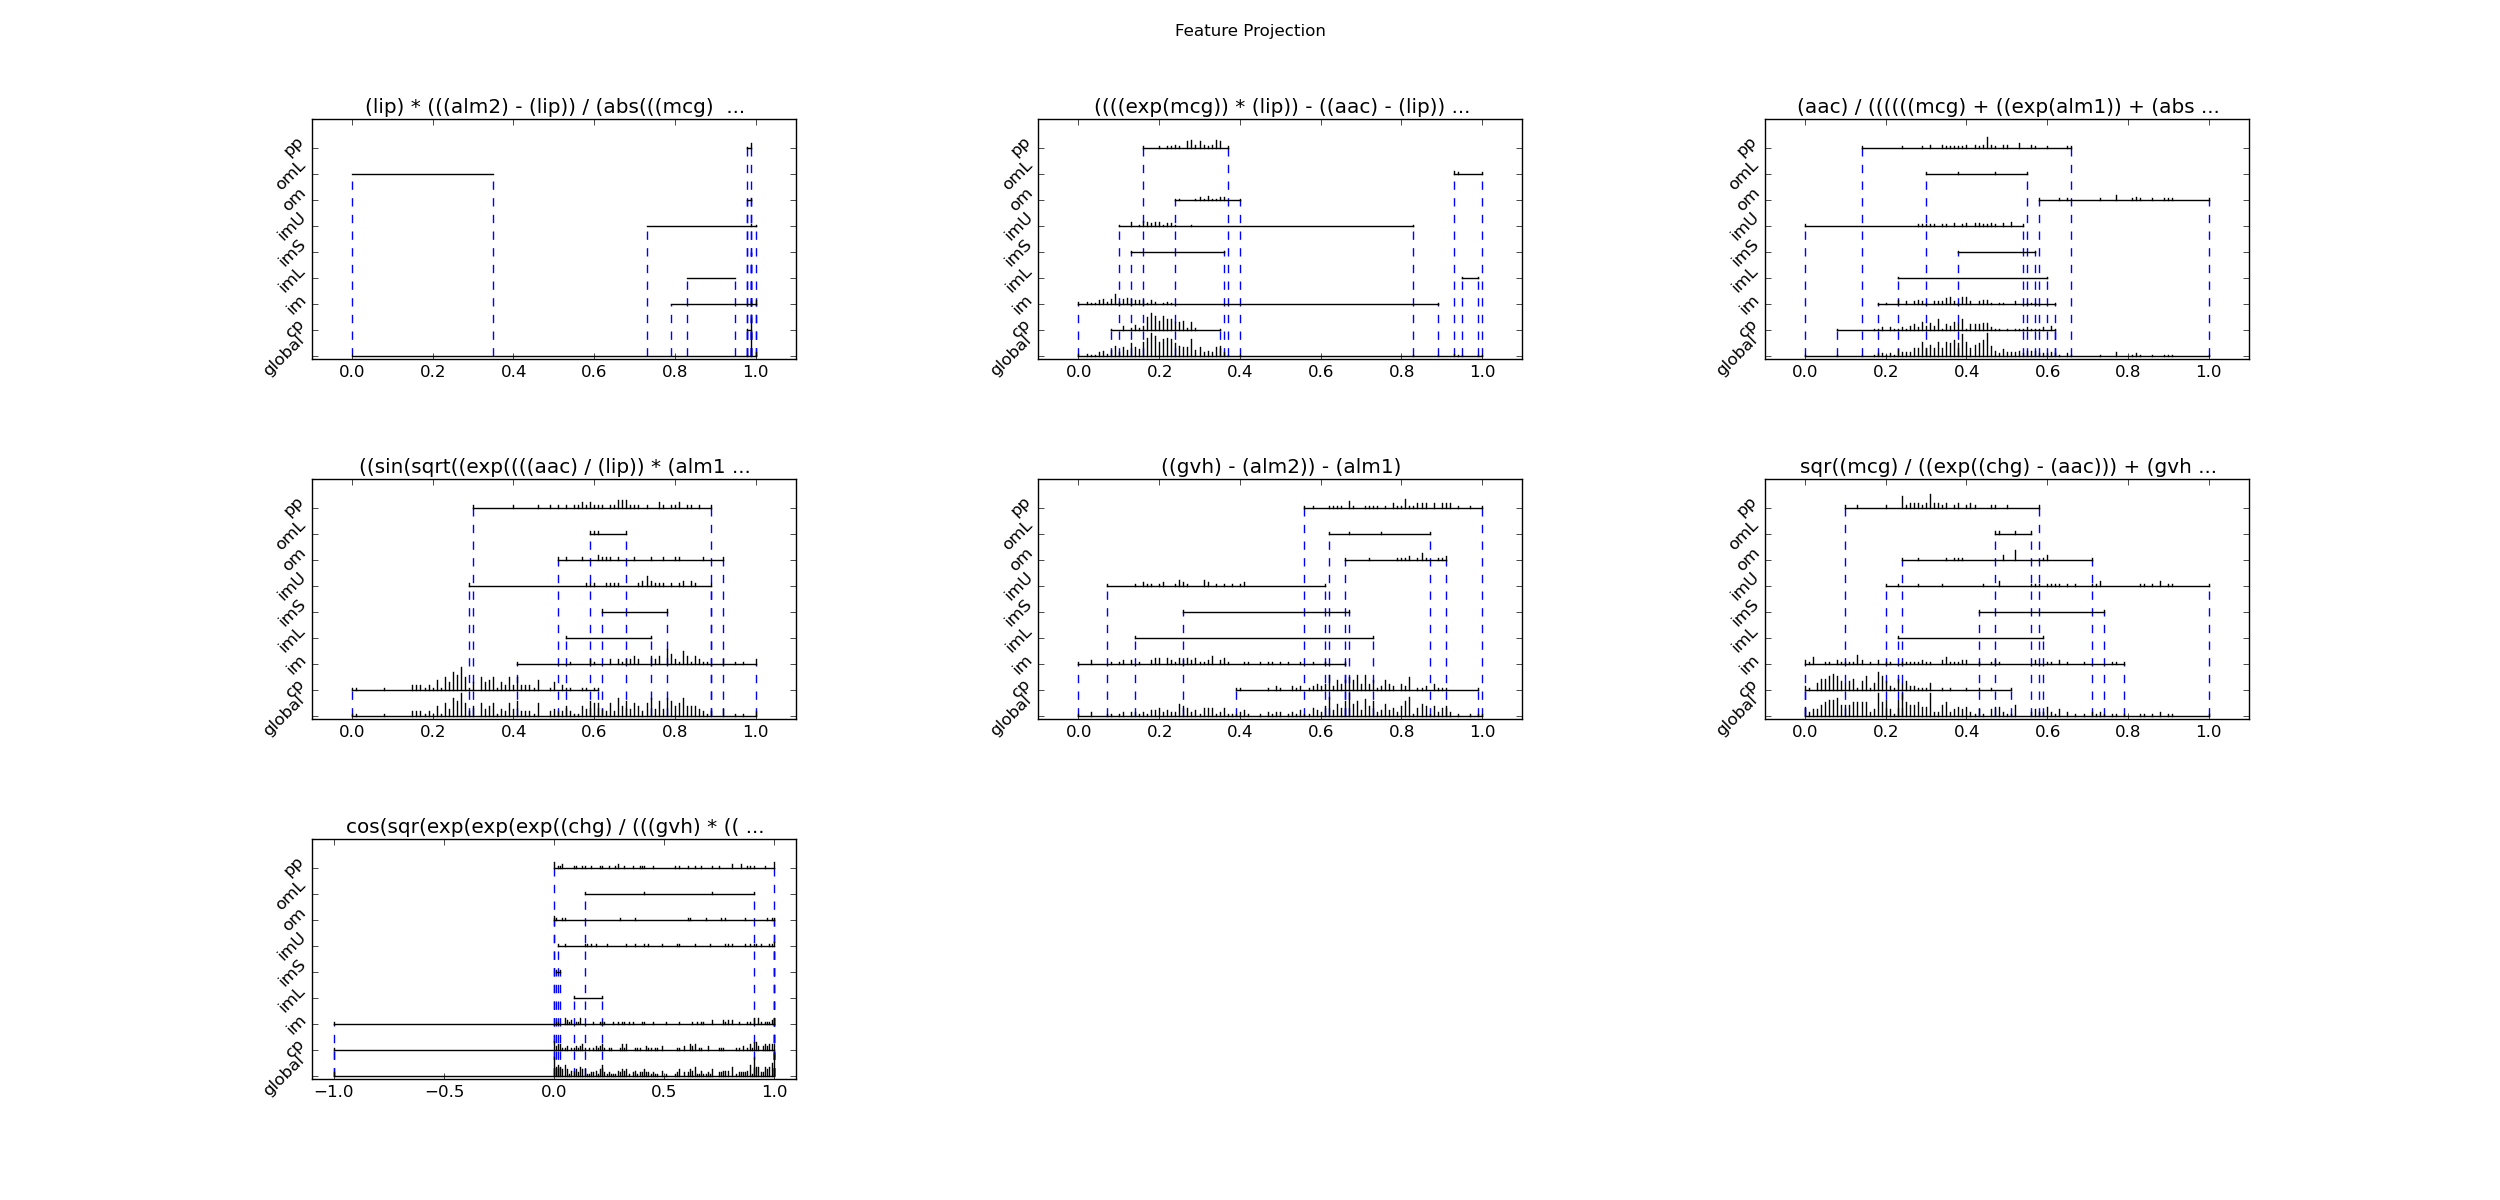 Feature Projection
(lip) * (((alm2) - (lip)) / (abs(((mcg)  ...
pp
omL
om
imU
imS
imL
im
cp
global
0.0 0.2 0.4 0.6 0.8 1.0
((((exp(mcg)) * (lip)) - ((aac) - (lip)) ...
pp
omL
om
imU
imS
imL
im
cp
global
0.0 0.2 0.4 0.6 0.8 1.0
(aac) / ((((((mcg) + ((exp(alm1)) + (abs ...
pp
omL
om
imU
imS
imL
im
cp
global
0.0 0.2 0.4 0.6 0.8 1.0
((sin(sqrt((exp((((aac) / (lip)) * (alm1 ...
pp
omL
om
imU
imS
imL
im
cp
global
0.0 0.2 0.4 0.6 0.8 1.0
((gvh) - (alm2)) - (alm1)
pp
omL
om
imU
imS
imL
im
cp
global
0.0 0.2 0.4 0.6 0.8 1.0
sqr((mcg) / ((exp((chg) - (aac))) + (gvh ...
pp
omL
om
imU
imS
imL
im
cp
global
0.0 0.2 0.4 0.6 0.8 1.0
cos(sqr(exp(exp(exp((chg) / (((gvh) * (( ...
pp
omL
om
imU
imS
imL
im
cp
global
−1.0 −0.5 0.0 0.5 1.0